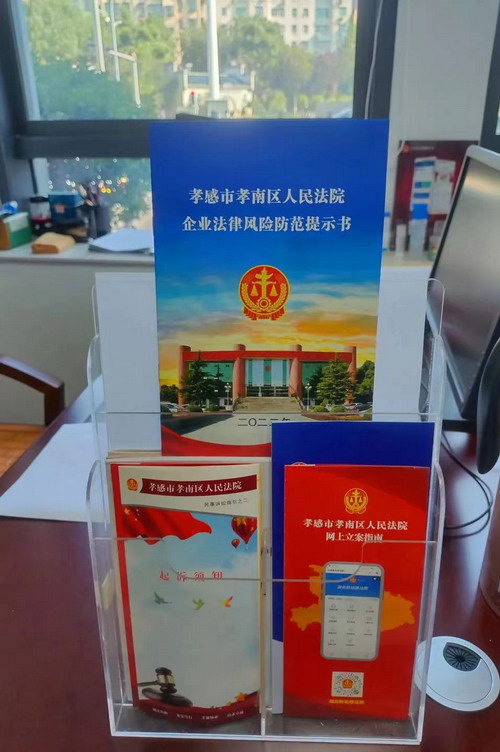 孝感市孝南区人民法院
企业法律风险防范提示书
孝感市孝南区人民法院
起诉须知
孝感市孝南区人民法院
网上立案指南